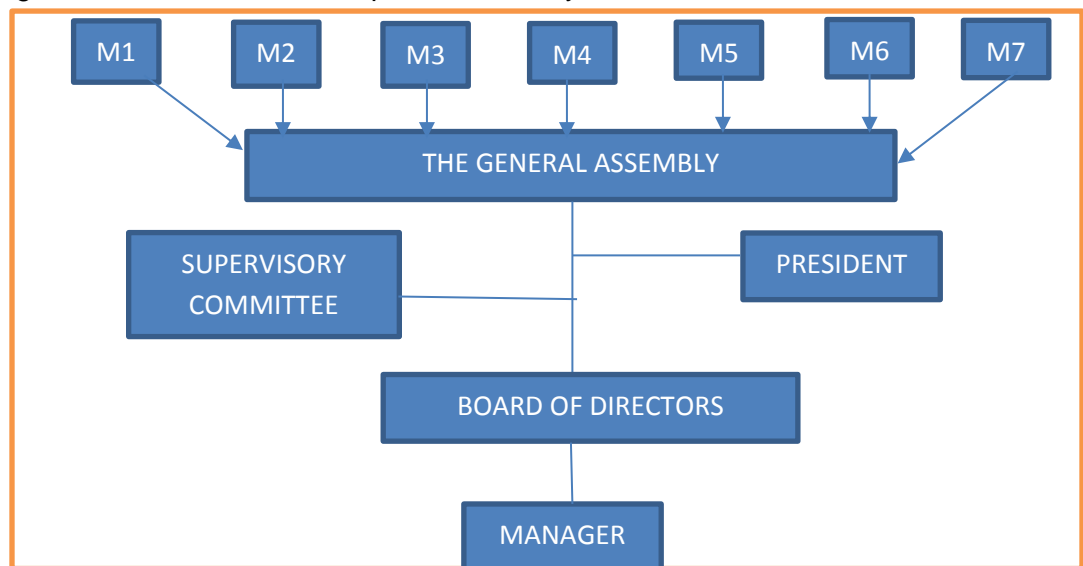 M1
M2
M3
M4
M5
M6
M7
THE GENERAL ASSEMBLY
SUPERVISORY
COMMITTEE
PRESIDENT
BOARD OF DIRECTORS
MANAGER